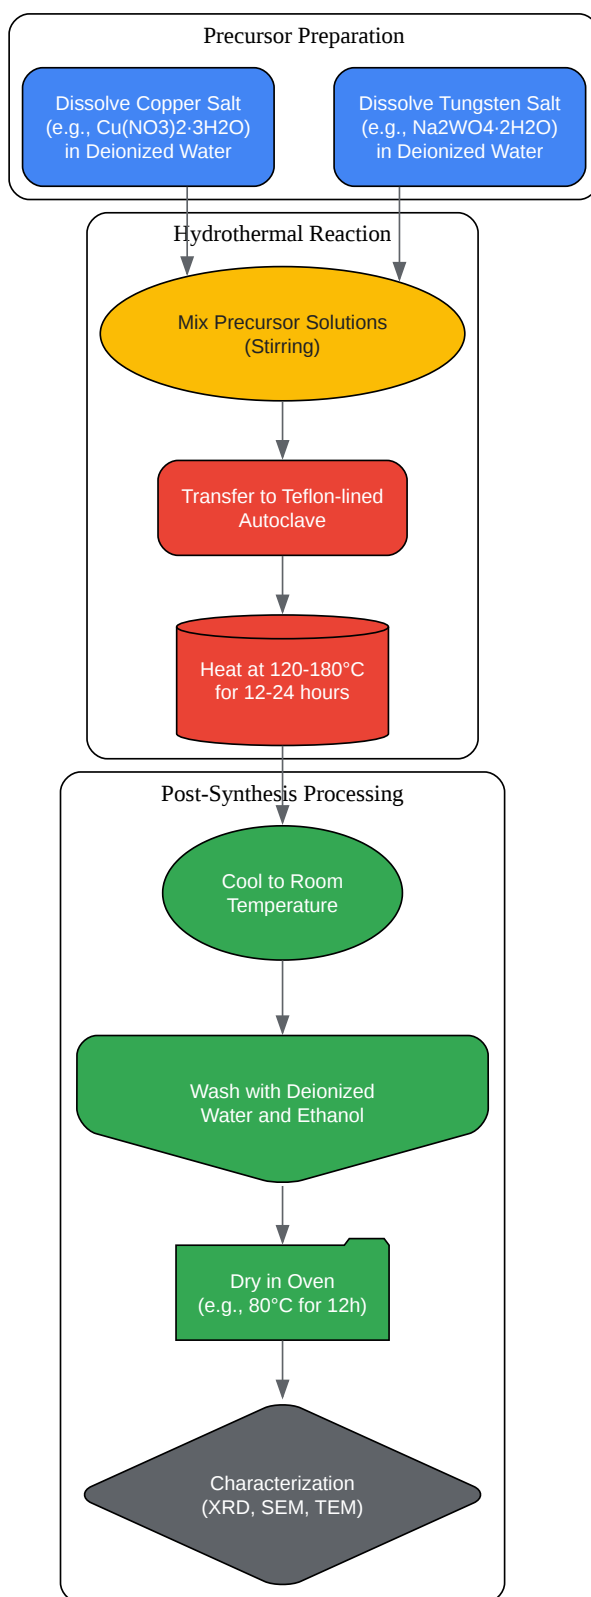 Precursor Preparation
Dissolve Copper Salt
(e.g., Cu(NO3)2·3H2O)
in Deionized Water
Dissolve Tungsten Salt
(e.g., Na2WO4·2H2O)
in Deionized Water
Hydrothermal Reaction
Mix Precursor Solutions
(Stirring)
Transfer to Teflon-lined
Autoclave
Heat at 120-180°C
for 12-24 hours
Post-Synthesis Processing
Cool to Room
Temperature
Wash with Deionized
Water and Ethanol
Dry in Oven
(e.g., 80°C for 12h)
Characterization
(XRD, SEM, TEM)